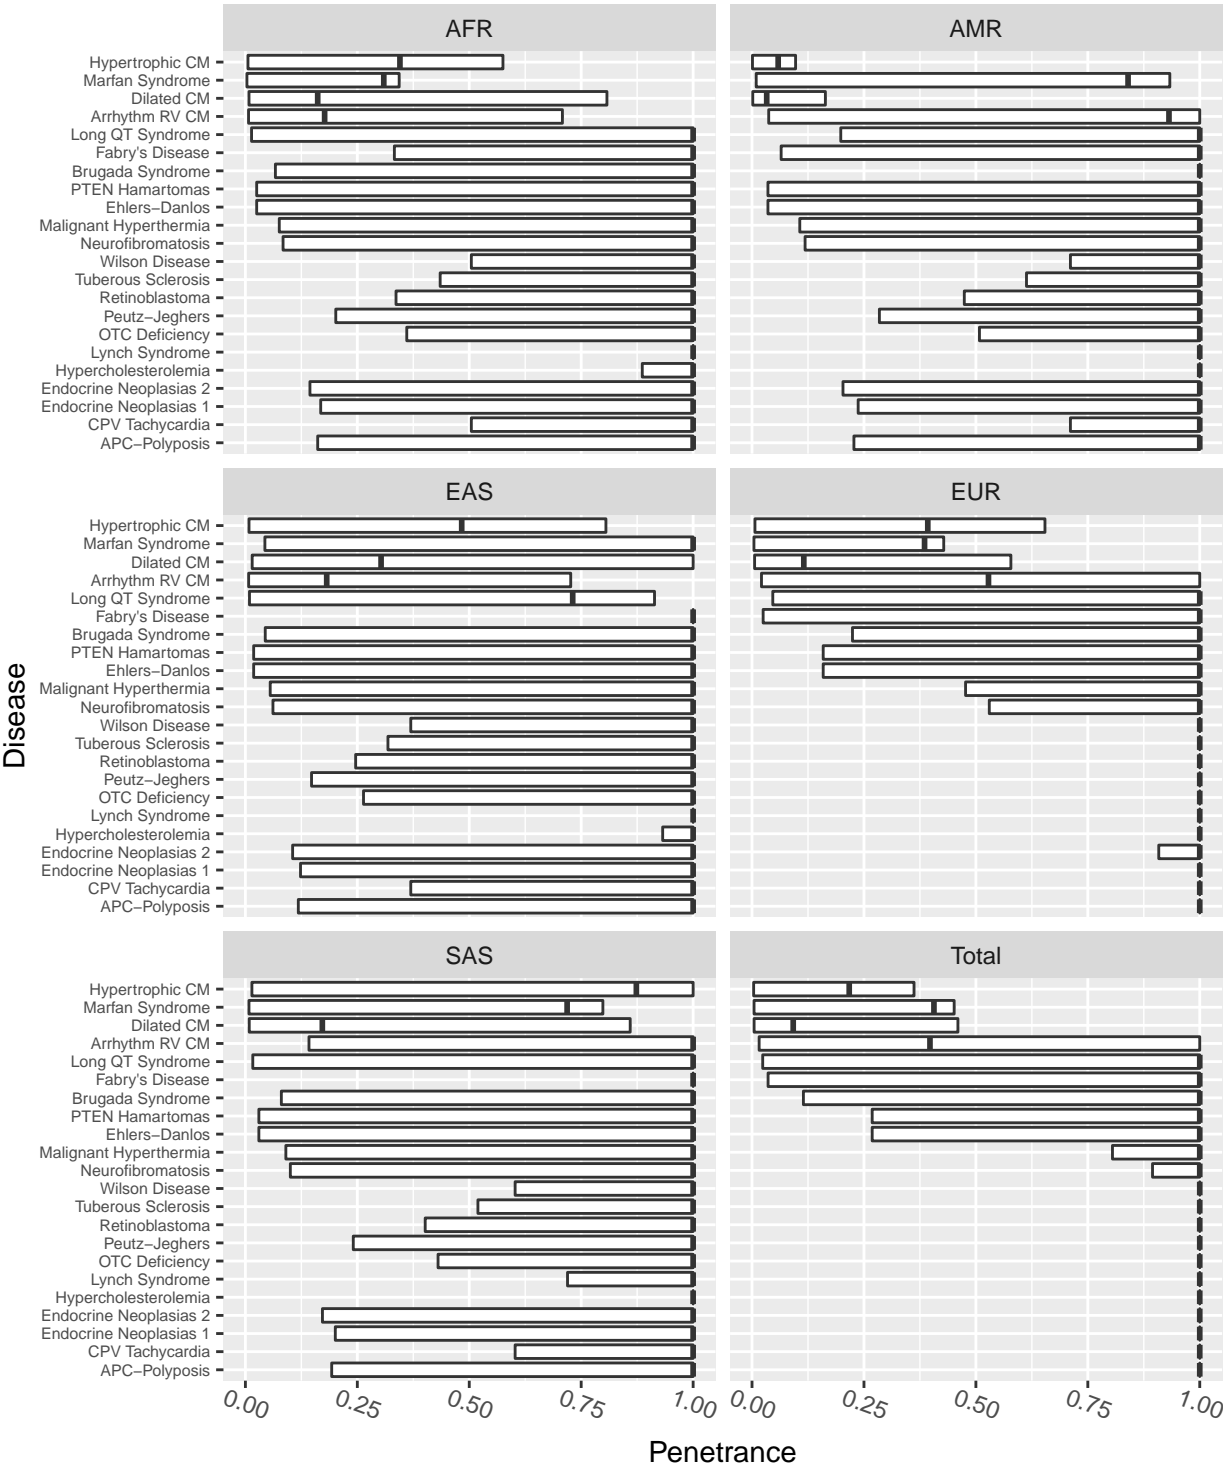 AFR
AMR
Hypertrophic CM
Marfan Syndrome
Dilated CM
Arrhythm RV CM
Long QT Syndrome
Fabry's Disease
Brugada Syndrome
PTEN Hamartomas
Ehlers−Danlos
Malignant Hyperthermia
Neurofibromatosis
Wilson Disease
Tuberous Sclerosis
Retinoblastoma
Peutz−Jeghers
OTC Deficiency
Lynch Syndrome
Hypercholesterolemia
Endocrine Neoplasias 2
Endocrine Neoplasias 1
CPV Tachycardia
APC−Polyposis
EAS
EUR
Hypertrophic CM
Marfan Syndrome
Dilated CM
Arrhythm RV CM
Long QT Syndrome
Fabry's Disease
Brugada Syndrome
PTEN Hamartomas
Ehlers−Danlos
Malignant Hyperthermia
Neurofibromatosis
Wilson Disease
Tuberous Sclerosis
Retinoblastoma
Peutz−Jeghers
OTC Deficiency
Lynch Syndrome
Hypercholesterolemia
Endocrine Neoplasias 2
Endocrine Neoplasias 1
CPV Tachycardia
APC−Polyposis
Disease
SAS
Total
Hypertrophic CM
Marfan Syndrome
Dilated CM
Arrhythm RV CM
Long QT Syndrome
Fabry's Disease
Brugada Syndrome
PTEN Hamartomas
Ehlers−Danlos
Malignant Hyperthermia
Neurofibromatosis
Wilson Disease
Tuberous Sclerosis
Retinoblastoma
Peutz−Jeghers
OTC Deficiency
Lynch Syndrome
Hypercholesterolemia
Endocrine Neoplasias 2
Endocrine Neoplasias 1
CPV Tachycardia
APC−Polyposis
0.00 0.25 0.50 0.75 1.00 0.00 0.25 0.50 0.75 1.00
Penetrance